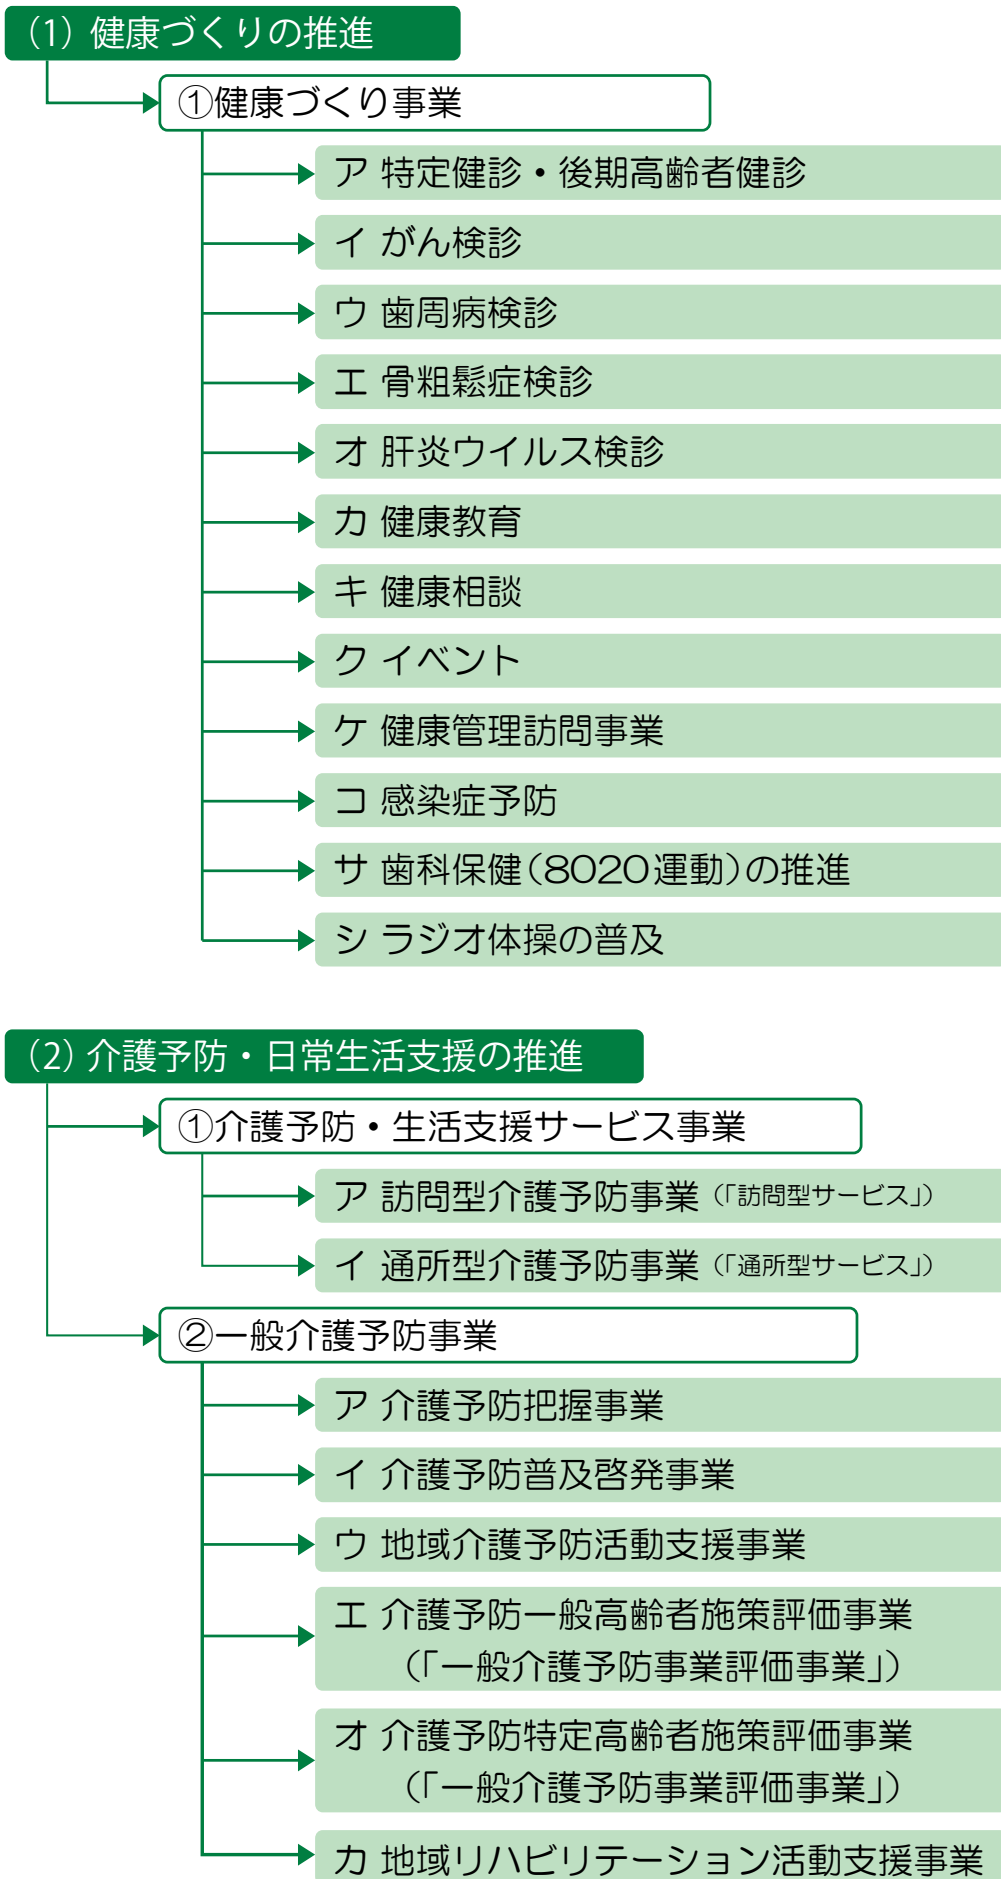 (1) 健康づくりの推進
①健康づくり事業
ア 特定健診・後期高齢者健診
イ がん検診
ウ 歯周病検診
エ 骨粗鬆症検診
オ 肝炎ウイルス検診
カ 健康教育
キ 健康相談
ク イベント
ケ 健康管理訪問事業
コ 感染症予防
サ 歯科保健(8020運動)の推進
シ ラジオ体操の普及
(2) 介護予防・日常生活支援の推進
①介護予防・生活支援サービス事業
ア 訪問型介護予防事業(「訪問型サービス」)
イ 通所型介護予防事業(「通所型サービス」)
②一般介護予防事業
ア 介護予防把握事業
イ 介護予防普及啓発事業
ウ 地域介護予防活動支援事業
エ 介護予防一般高齢者施策評価事業
(「一般介護予防事業評価事業」)
オ 介護予防特定高齢者施策評価事業
(「一般介護予防事業評価事業」)
カ 地域リハビリテーション活動支援事業